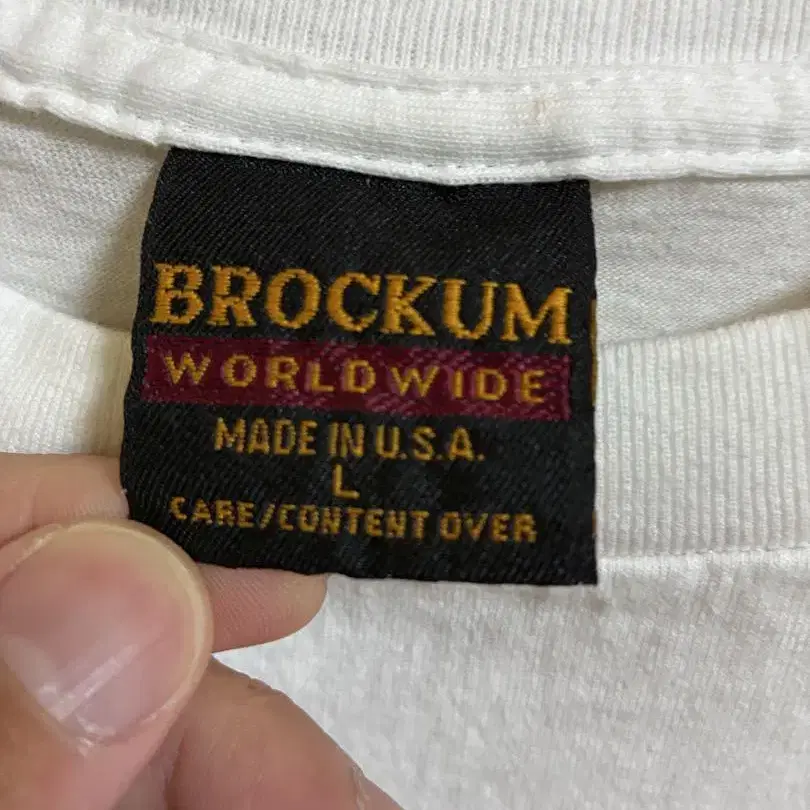 BROCKUM
WORLDWIDE
MADE IN U.S.A.
L
CARE/CONTENT OVER